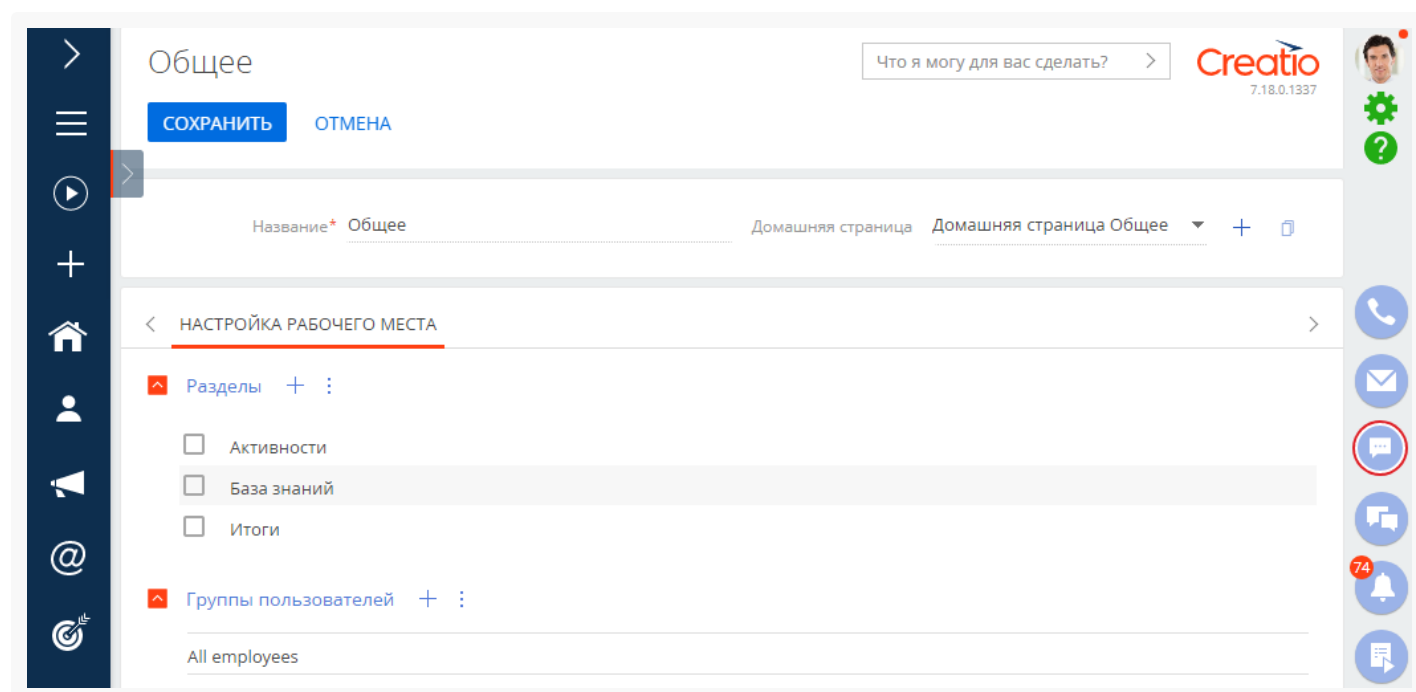 Общее
Что я могу для вас сделать?
Creatio
7.18.0.1337
СОХРАНИТЬ ОТМЕНА
Название* Общее Домашняя страница Домашняя страница Общее
НАСТРОЙКА РАБОЧЕГО МЕСТА
Разделы
Активности
База знаний
Итоги
74
Группы пользователей
All employees